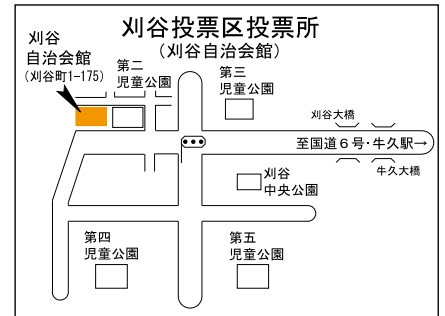 刈谷投票区投票所
(刈谷自治会館)
刈谷
自治会館
(刈谷町1-175)
第二
児童公園
第三
児童公園
刈谷大橋
至国道6号・牛久駅→
牛久大橋
刈谷
中央公園
第四
児童公園
第五
児童公園